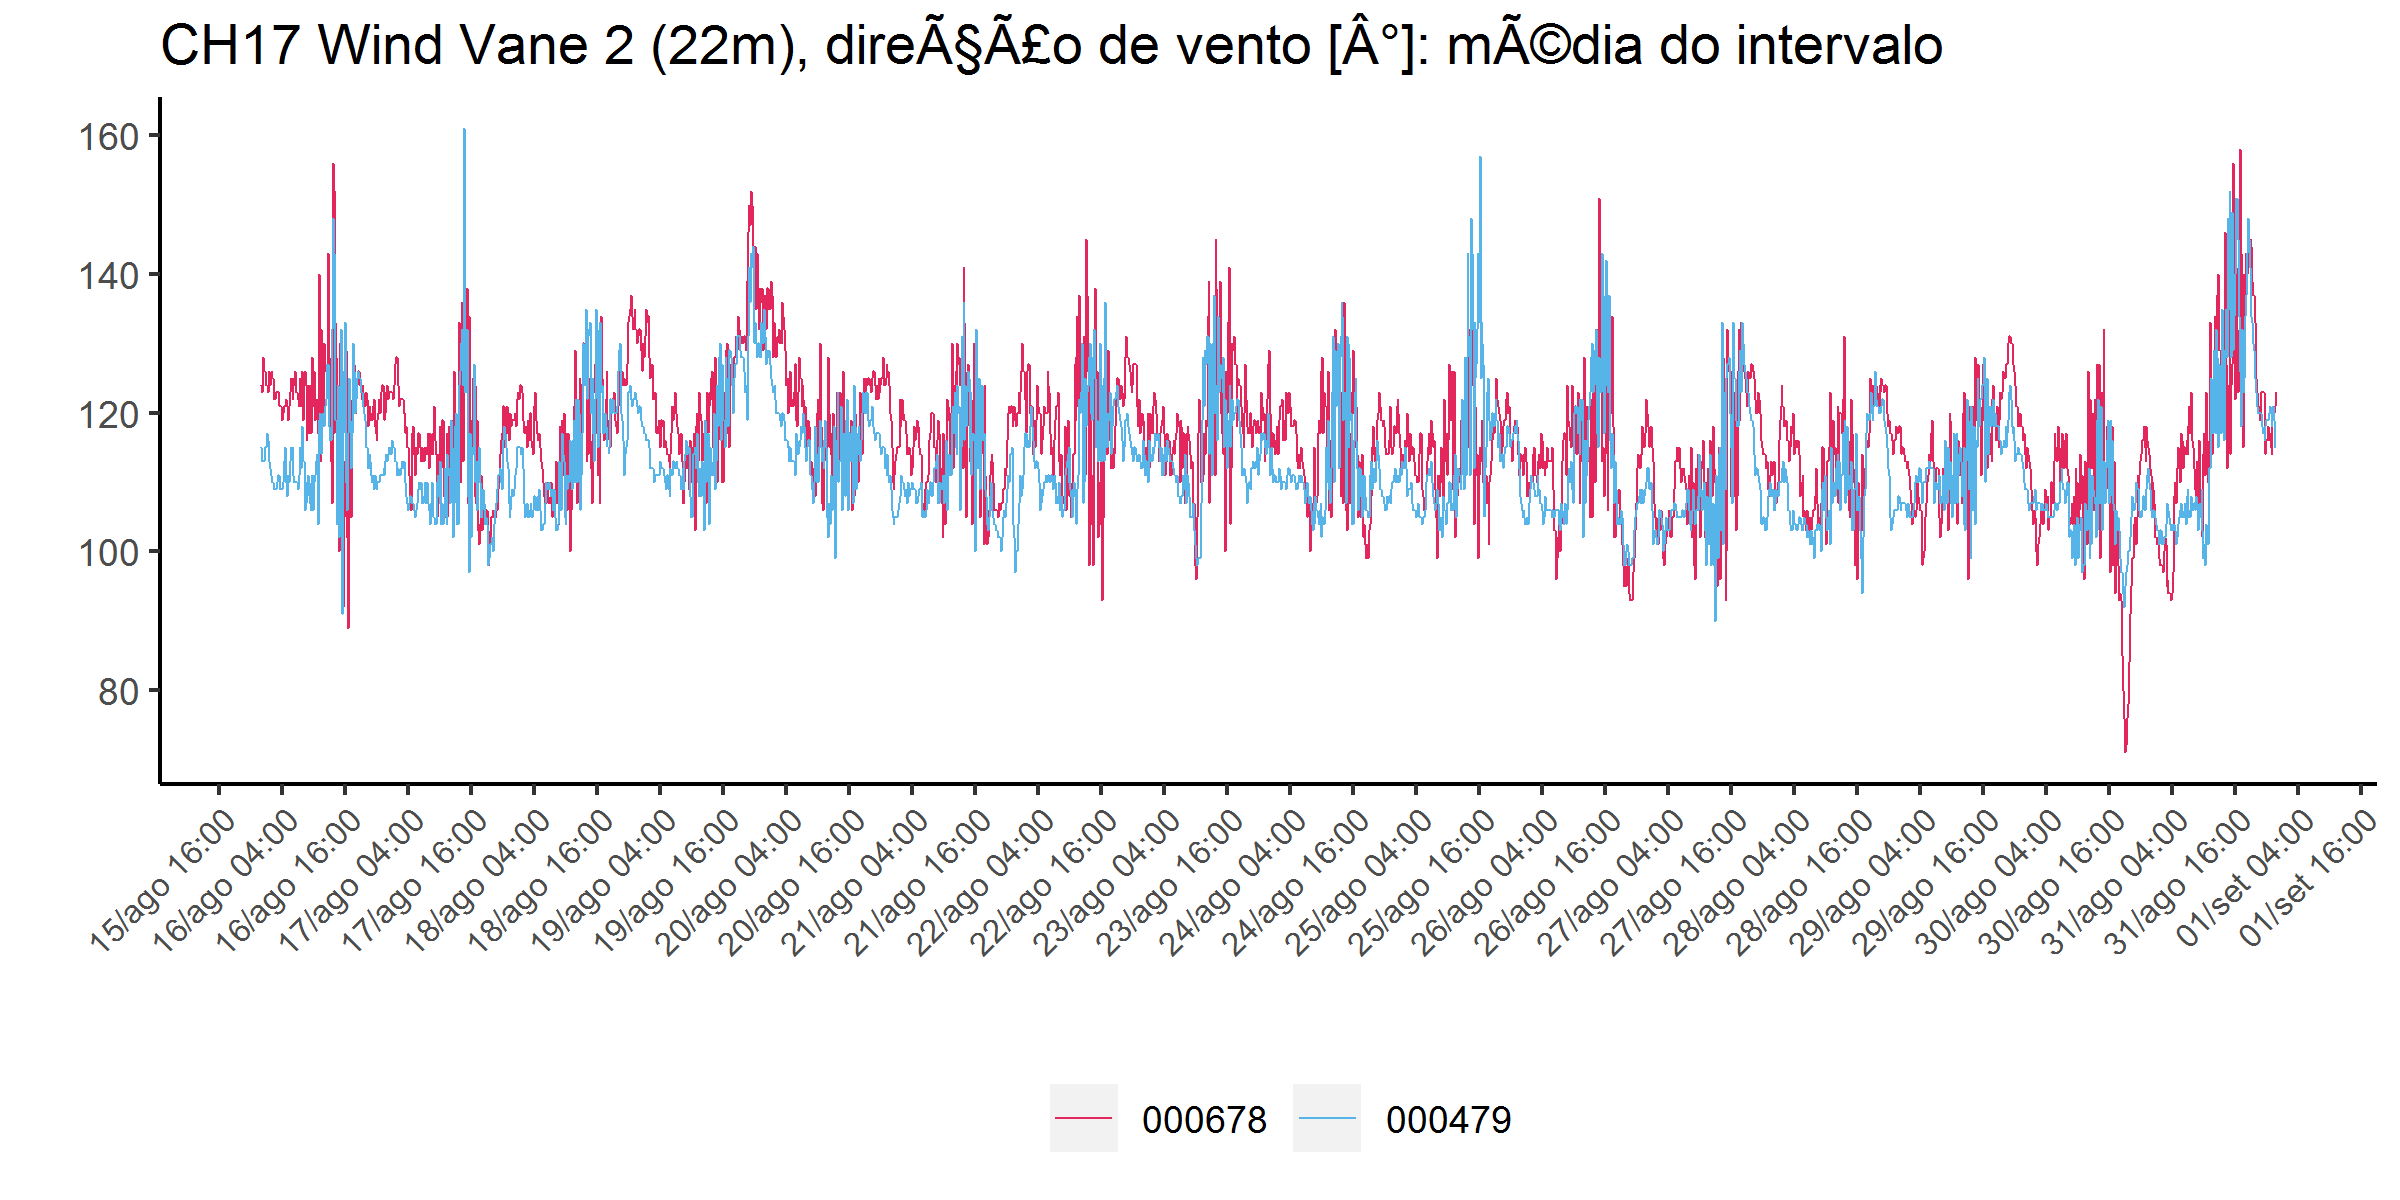 CH17 Wind Vane 2 (22m), direÃ§Ã£o de vento [Â°]: mÃ©dia do intervalo
160
140
120
100
80
15/ago 16:00
16/ago 04:00
16/ago 16:00
17/ago 04:00
17/ago 16:00
18/ago 04:00
18/ago 16:00
19/ago 04:00
19/ago 16:00
20/ago 04:00
20/ago 16:00
21/ago 04:00
21/ago 16:00
22/ago 04:00
22/ago 16:00
23/ago 04:00
23/ago 16:00
24/ago 04:00
24/ago 16:00
25/ago 04:00
25/ago 16:00
26/ago 04:00
26/ago 16:00
27/ago 04:00
27/ago 16:00
28/ago 04:00
28/ago 16:00
29/ago 04:00
29/ago 16:00
30/ago 04:00
30/ago 16:00
31/ago 04:00
31/ago 16:00
01/set 04:00
01/set 16:00
000678
000479